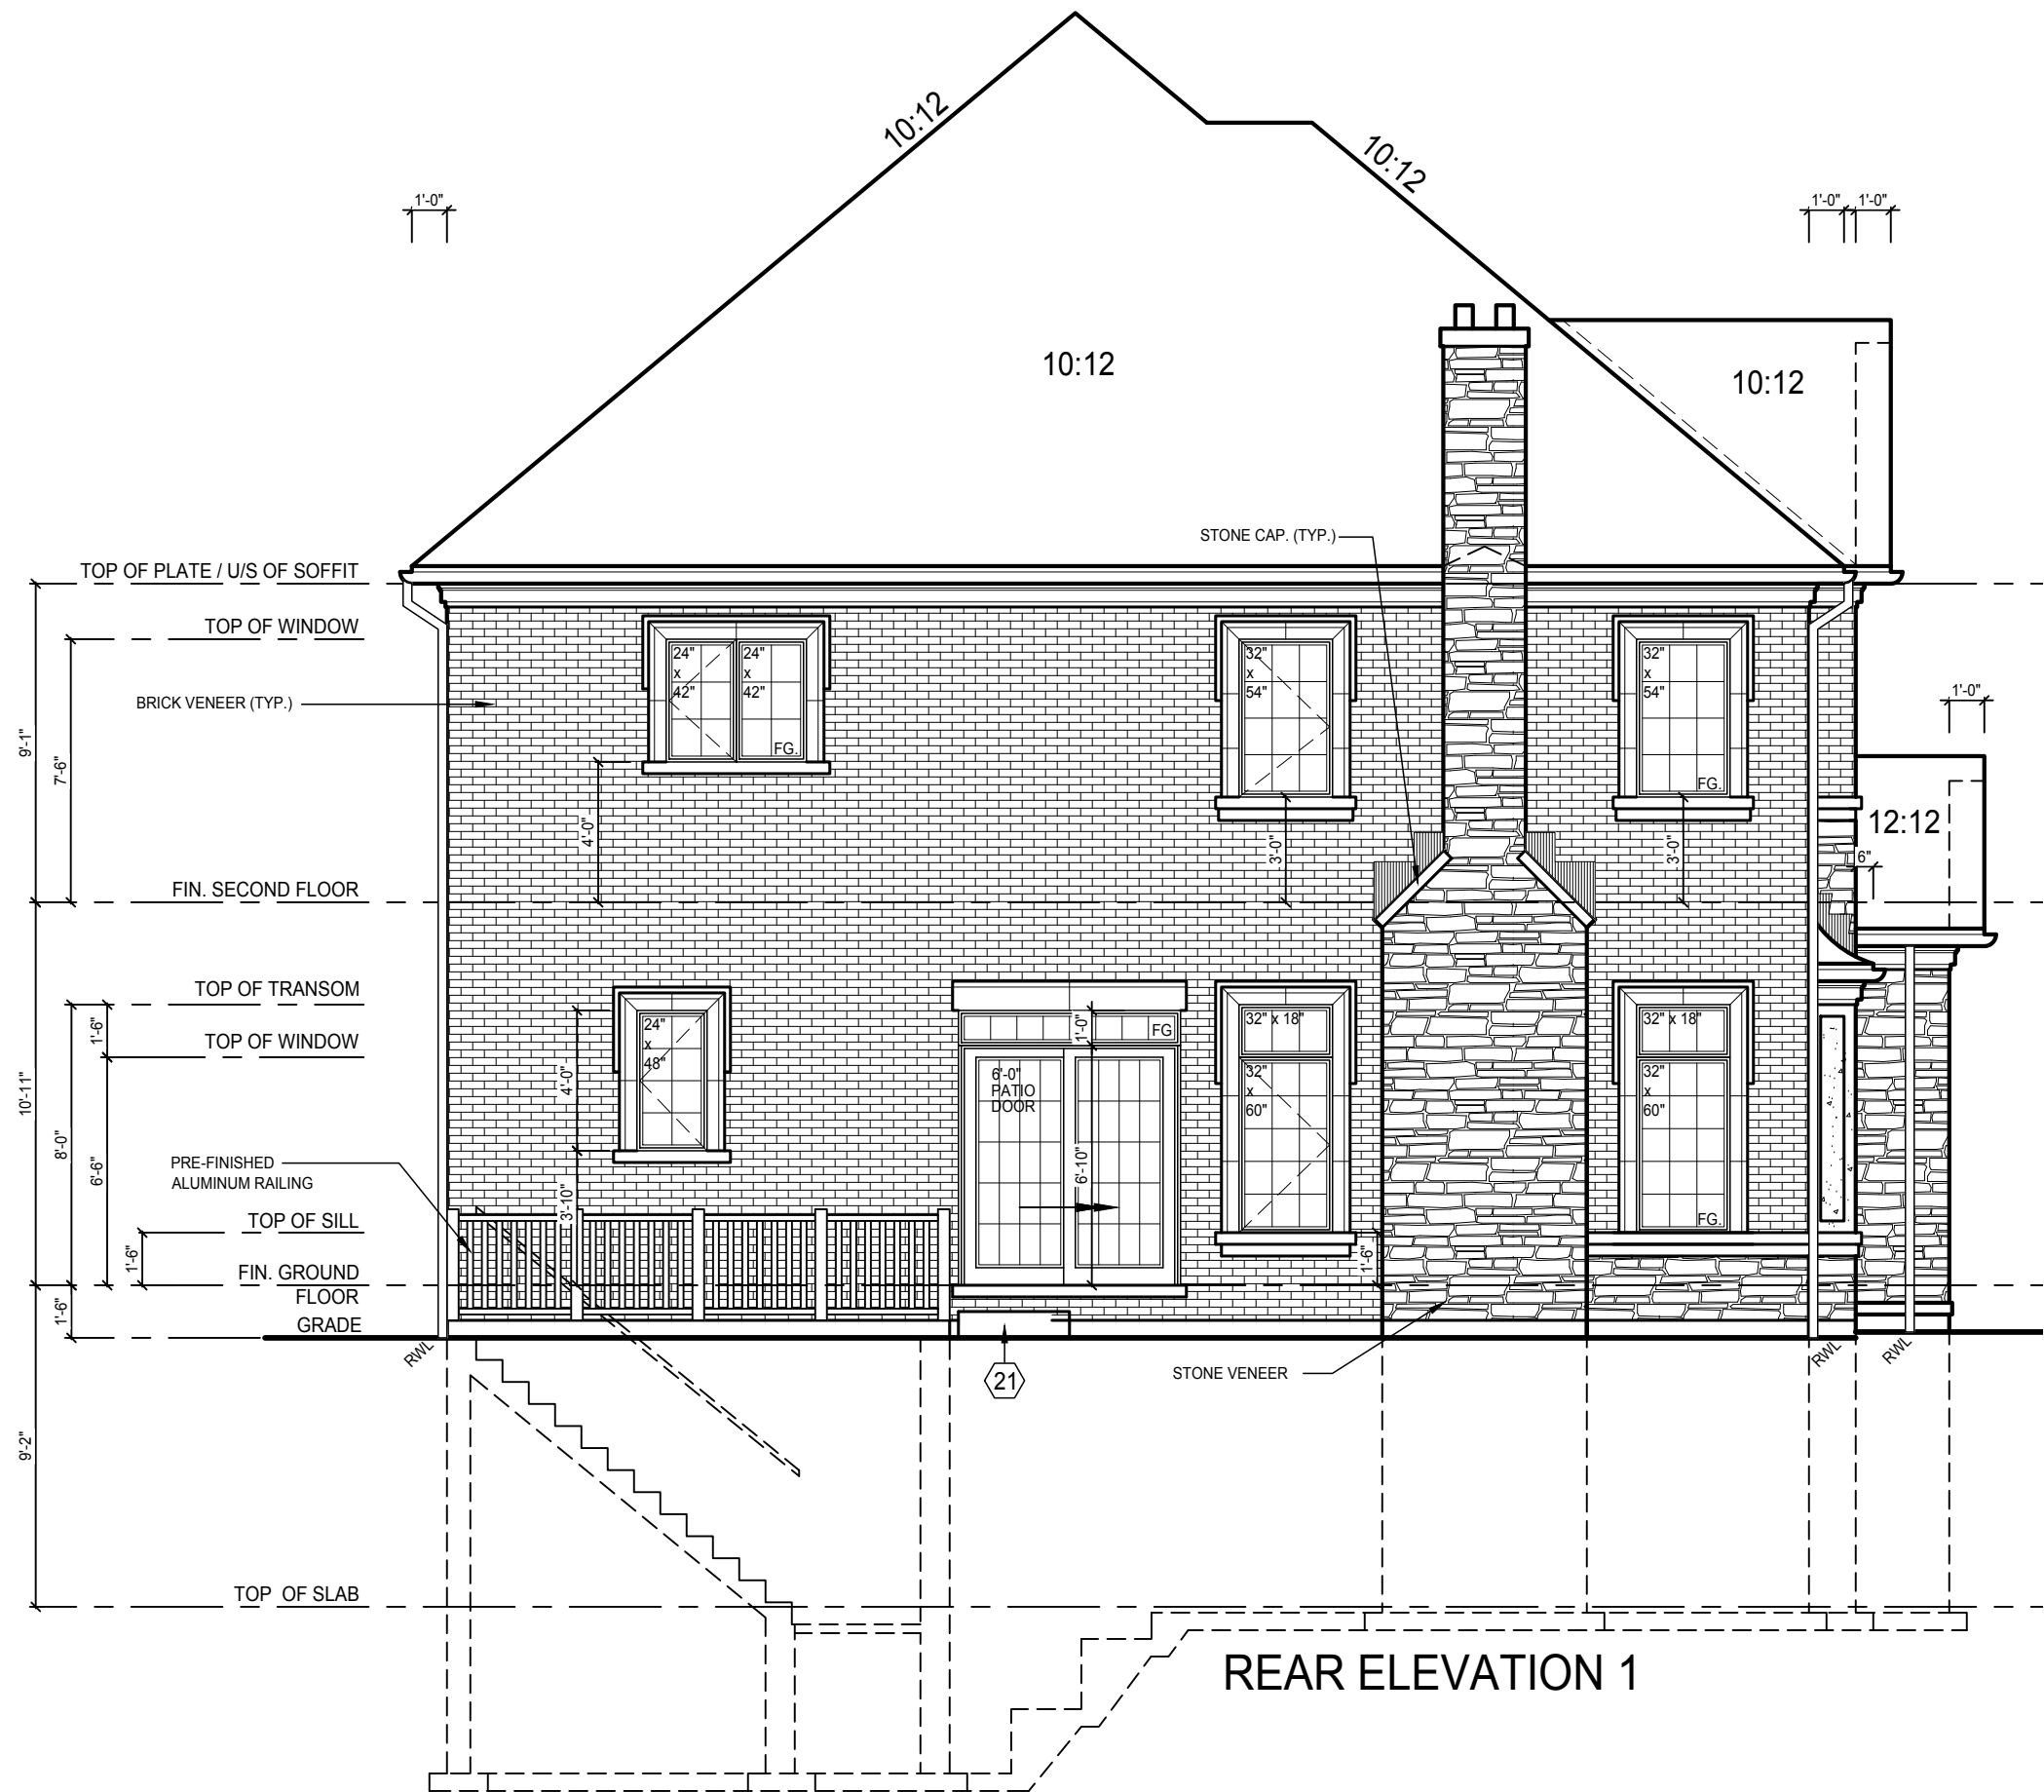 10:12
10:12
1'-0"
1'-0"
1'-0"
10:12
10:12
STONE CAP. (TYP.)
TOP OF PLATE / U/S OF SOFFIT
TOP OF WINDOW
24"
x
42"
24"
x
42"
FG.
32"
x
54"
32"
x
54"
FG.
BRICK VENEER (TYP.)
1'-0"
9'-1"
7'-6"
4'-0"
3'-0"
3'-0"
12:12
6"
FIN. SECOND FLOOR
TOP OF TRANSOM
1'-6"
TOP OF WINDOW
24"
x
48"
4'-0"
FG
1'-0"
6'-0"
PATIO
DOOR
32" x 18"
32"
x
60"
32" x 18"
32"
x
60"
FG.
10'-11"
8'-0"
6'-6"
PRE-FINISHED
ALUMINUM RAILING
3'-10"
6'-10"
TOP OF SILL
1'-6"
1'-6"
FIN. GROUND
FLOOR
1'-6"
GRADE
RWL
RWL
RWL
21
STONE VENEER
9'-2"
TOP OF SLAB
REAR ELEVATION 1